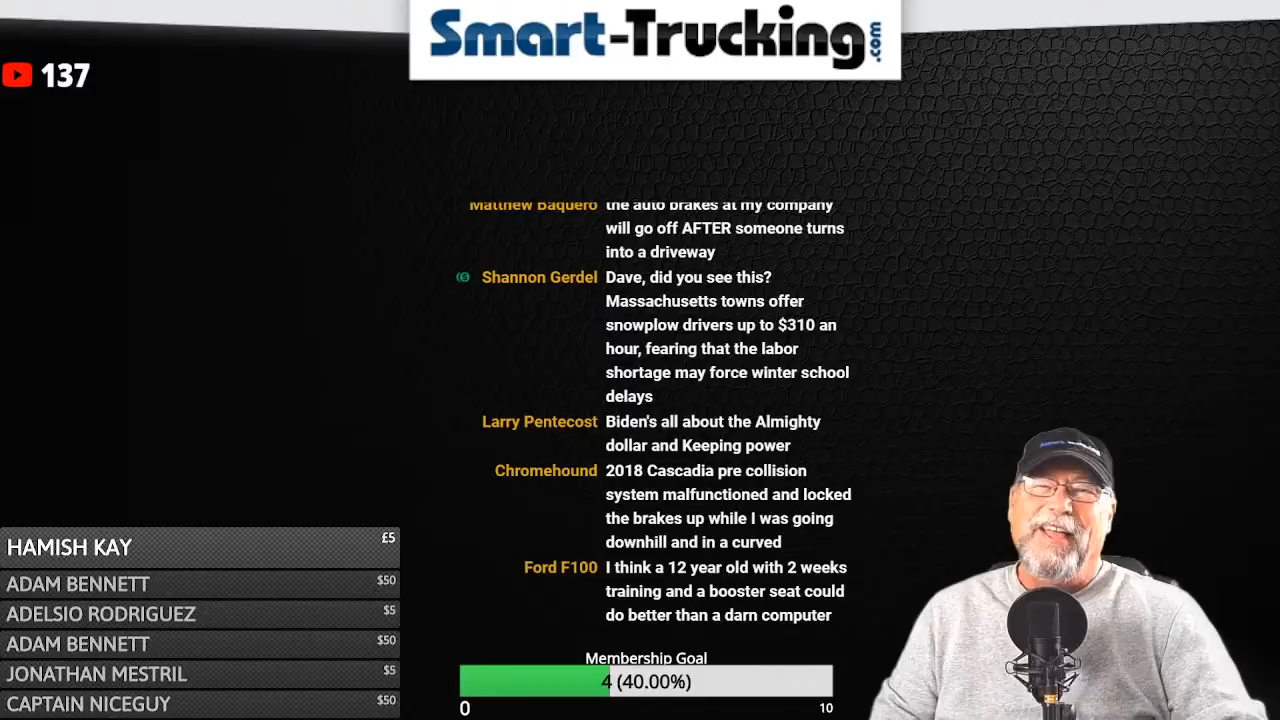 Smart-Trucking.com
137
Matthew Baquero the auto brakes at my company
will go off AFTER someone turns
into a driveway
Shannon Gerdel Dave, did you see this?
Massachusetts towns offer
snowplow drivers up to $310 an
hour, fearing that the labor
shortage may force winter school
delays
Larry Pentecost Biden's all about the Almighty
dollar and Keeping power
Chromehound 2018 Cascadia pre collision
system malfunctioned and locked
the brakes up while I was going
downhill and in a curved
Ford F100 I think a 12 year old with 2 weeks
training and a booster seat could
do better than a darn computer
HAMISH KAY £5
ADAM BENNETT $50
ADELSIO RODRIGUEZ $5
ADAM BENNETT $50
JONATHAN MESTRIL $5
CAPTAIN NICEGUY $50
Membership Goal
4 (40.00%)
0 10